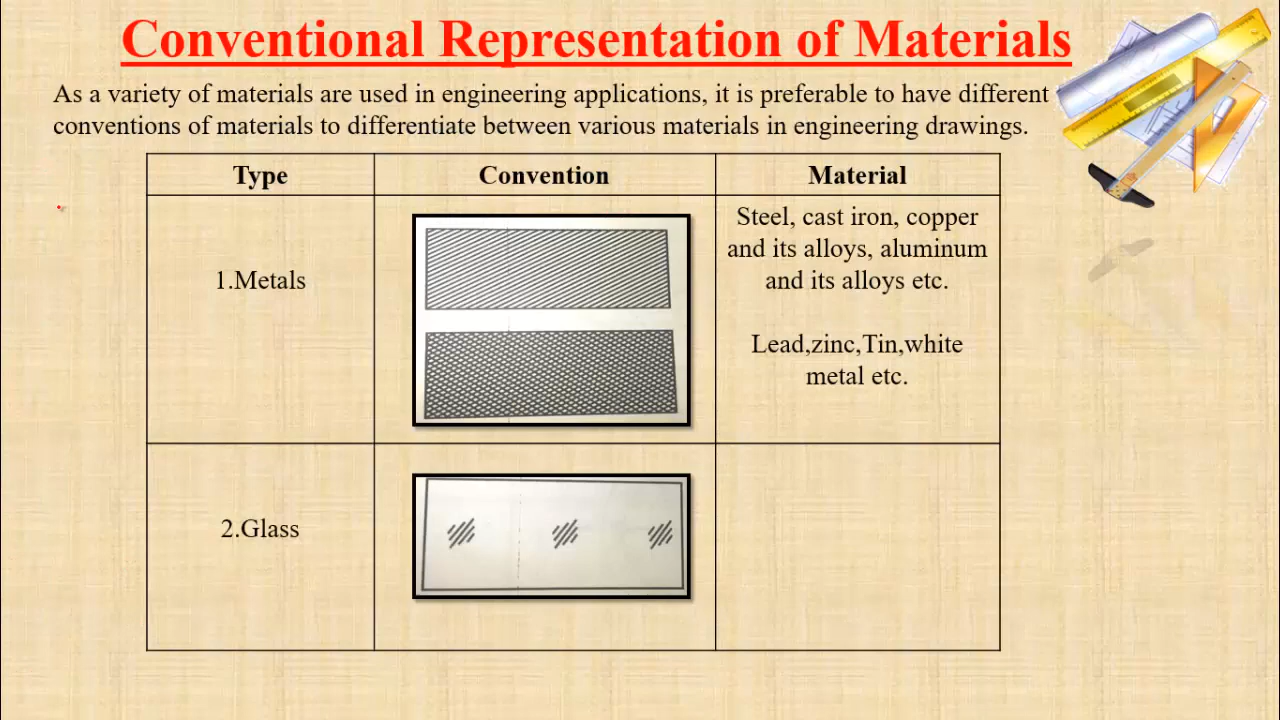 Conventional Representation of Materials
As a variety of materials are used in engineering applications, it is preferable to have different
conventions of materials to differentiate between various materials in engineering drawings.
Type Convention Material
1.Metals
Steel, cast iron, copper
and its alloys, aluminum
and its alloys etc.
Lead,zinc,Tin,white
metal etc.
2.Glass